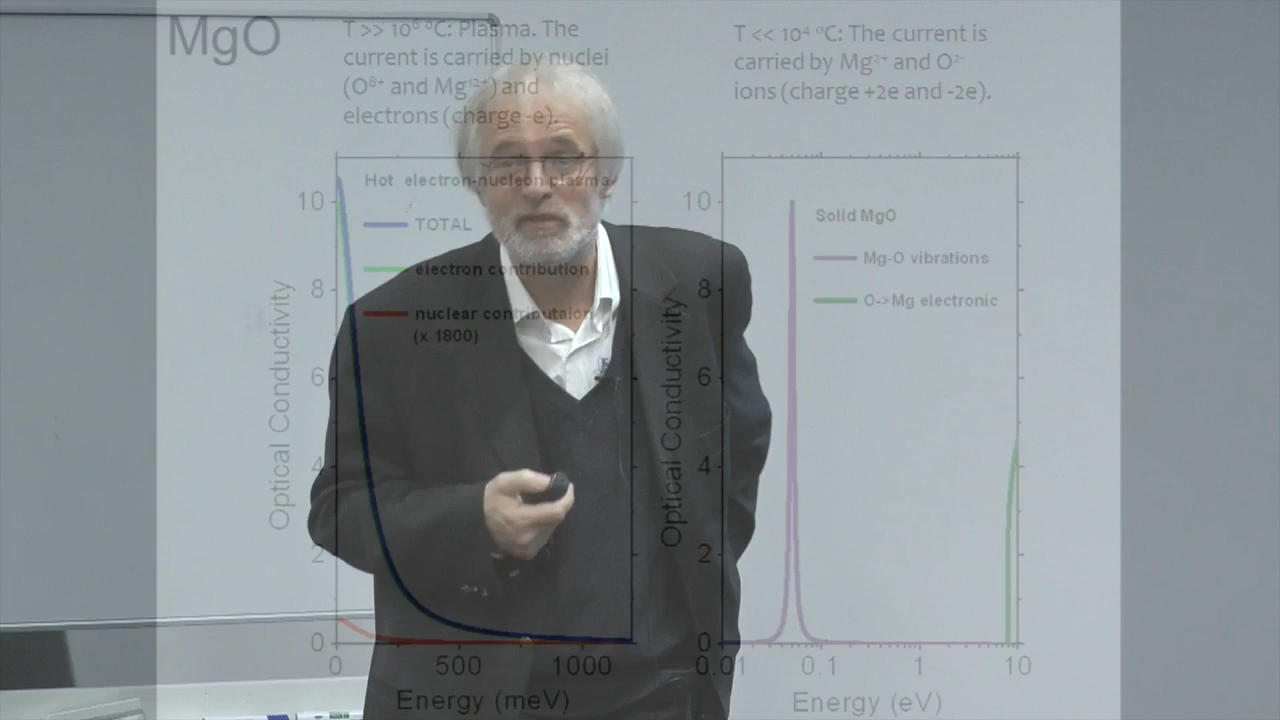 MgO
T >> 10⁶ °C: Plasma. The
current is carried by nuclei
(O⁸⁺ and Mg¹²⁺) and
electrons (charge -e).
T << 10⁴ °C: The current is
carried by Mg²⁺ and O²⁻
ions (charge +2e and -2e).
Hot electron-nucleon plasma
TOTAL
electron contribution
nuclear contributaion
(x 1800)
Optical Conductivity
10
8
6
4
2
0
0 500 1000
Energy (meV)
Solid MgO
Mg-O vibrations
O->Mg electronic
Optical Conductivity
10
8
6
4
2
0
0.01 0.1 1 10
Energy (eV)